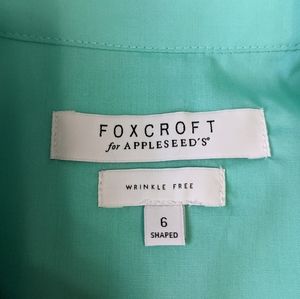 FOXCROFT
for APPLESEED'S®
WRINKLE FREE
6
SHAPED